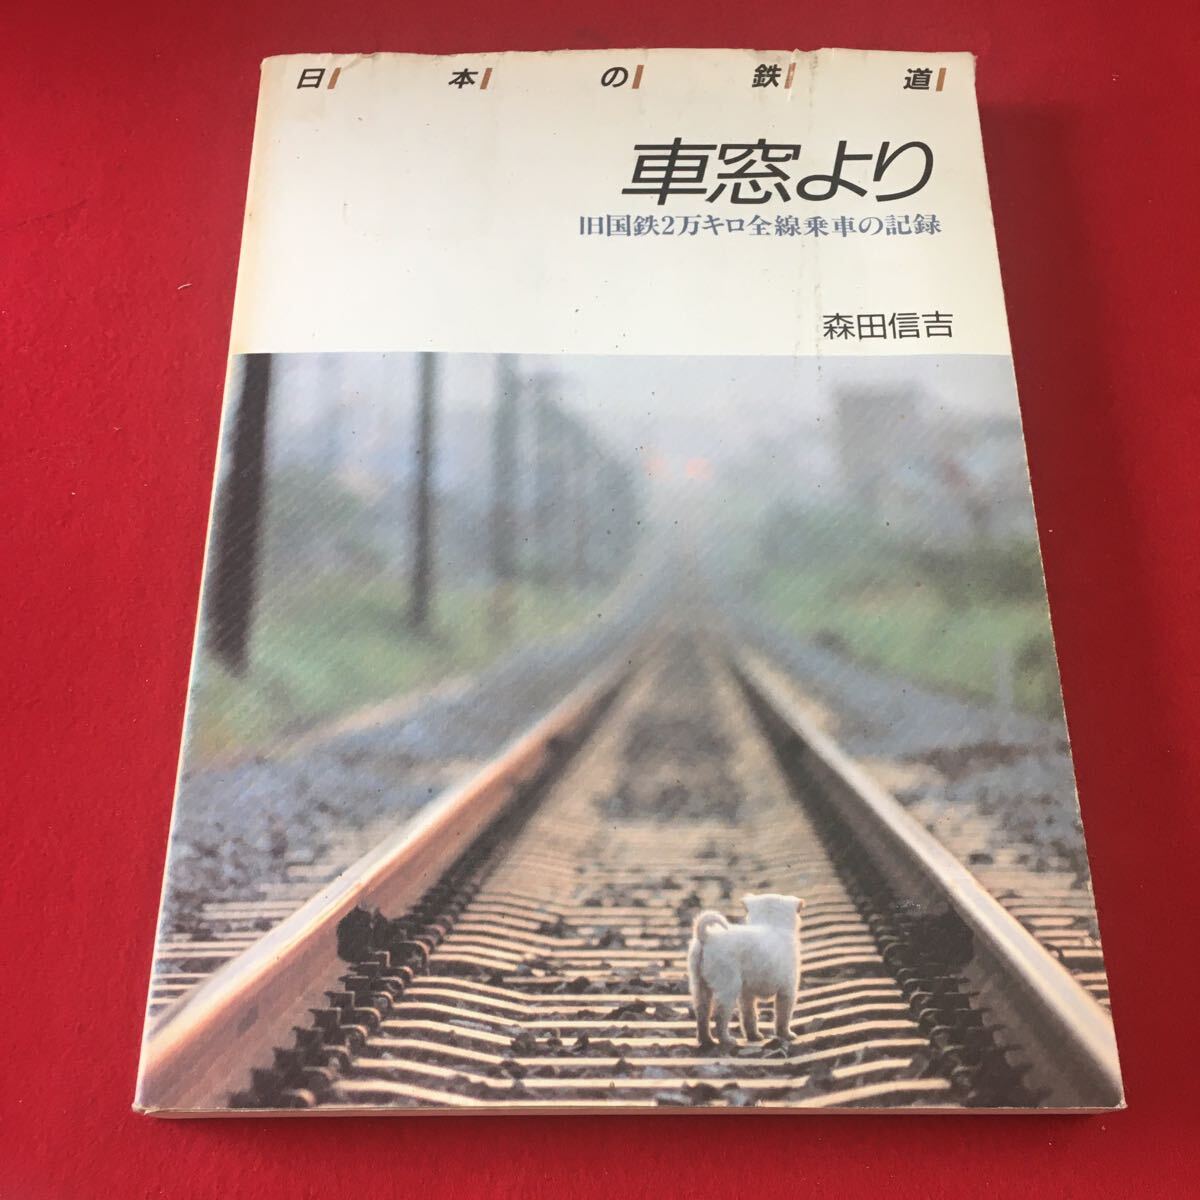 日本の鉄道
車窓より
旧国鉄2万キロ全線乗車の記録
森田信吉